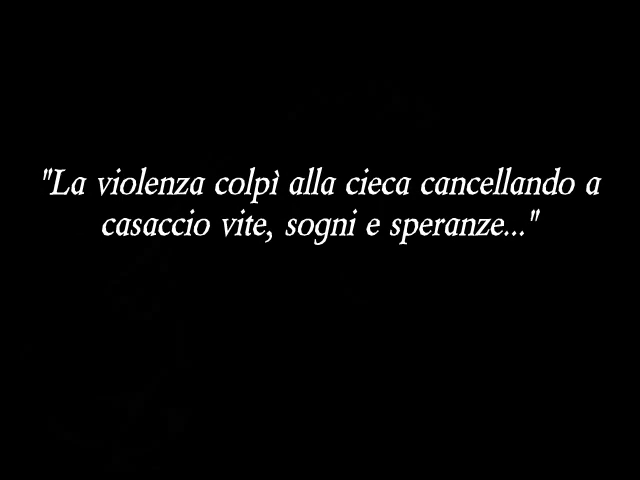 "La violenza colpì alla cieca cancellando a
casaccio vite, sogni e speranze..."